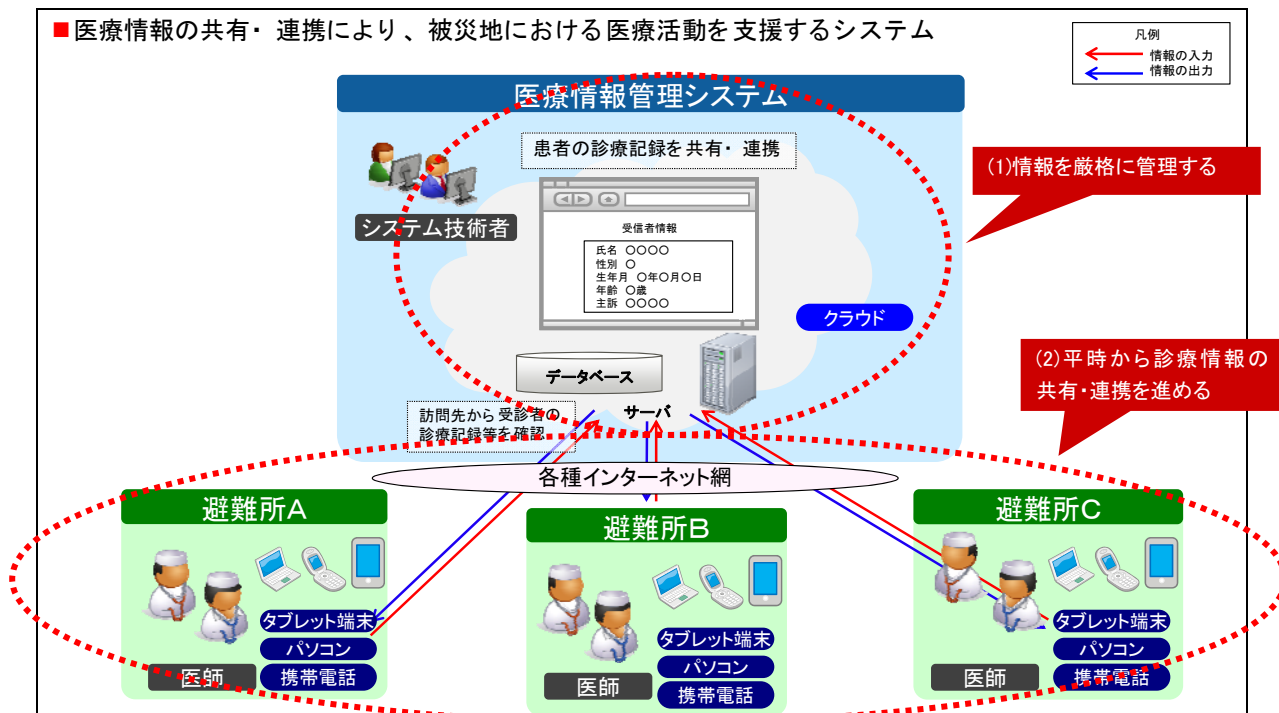 ■医療情報の共有・連携により、被災地における医療活動を支援するシステム
凡例
情報の入力
情報の出力
医療情報管理システム
患者の診療記録を共有・連携
(1)情報を厳格に管理する
システム技術者
受信者情報
氏名 〇〇〇〇
性別 〇
生年月 〇年〇月〇日
年齢 〇歳
主訴 〇〇〇〇
クラウド
(2)平時から診療情報の
共有・連携を進める
データベース
サーバ
訪問先から受診者の
診療記録等を確認
各種インターネット網
避難所A
タブレット端末
パソコン
携帯電話
医師
避難所B
タブレット端末
パソコン
携帯電話
医師
避難所C
タブレット端末
パソコン
携帯電話
医師